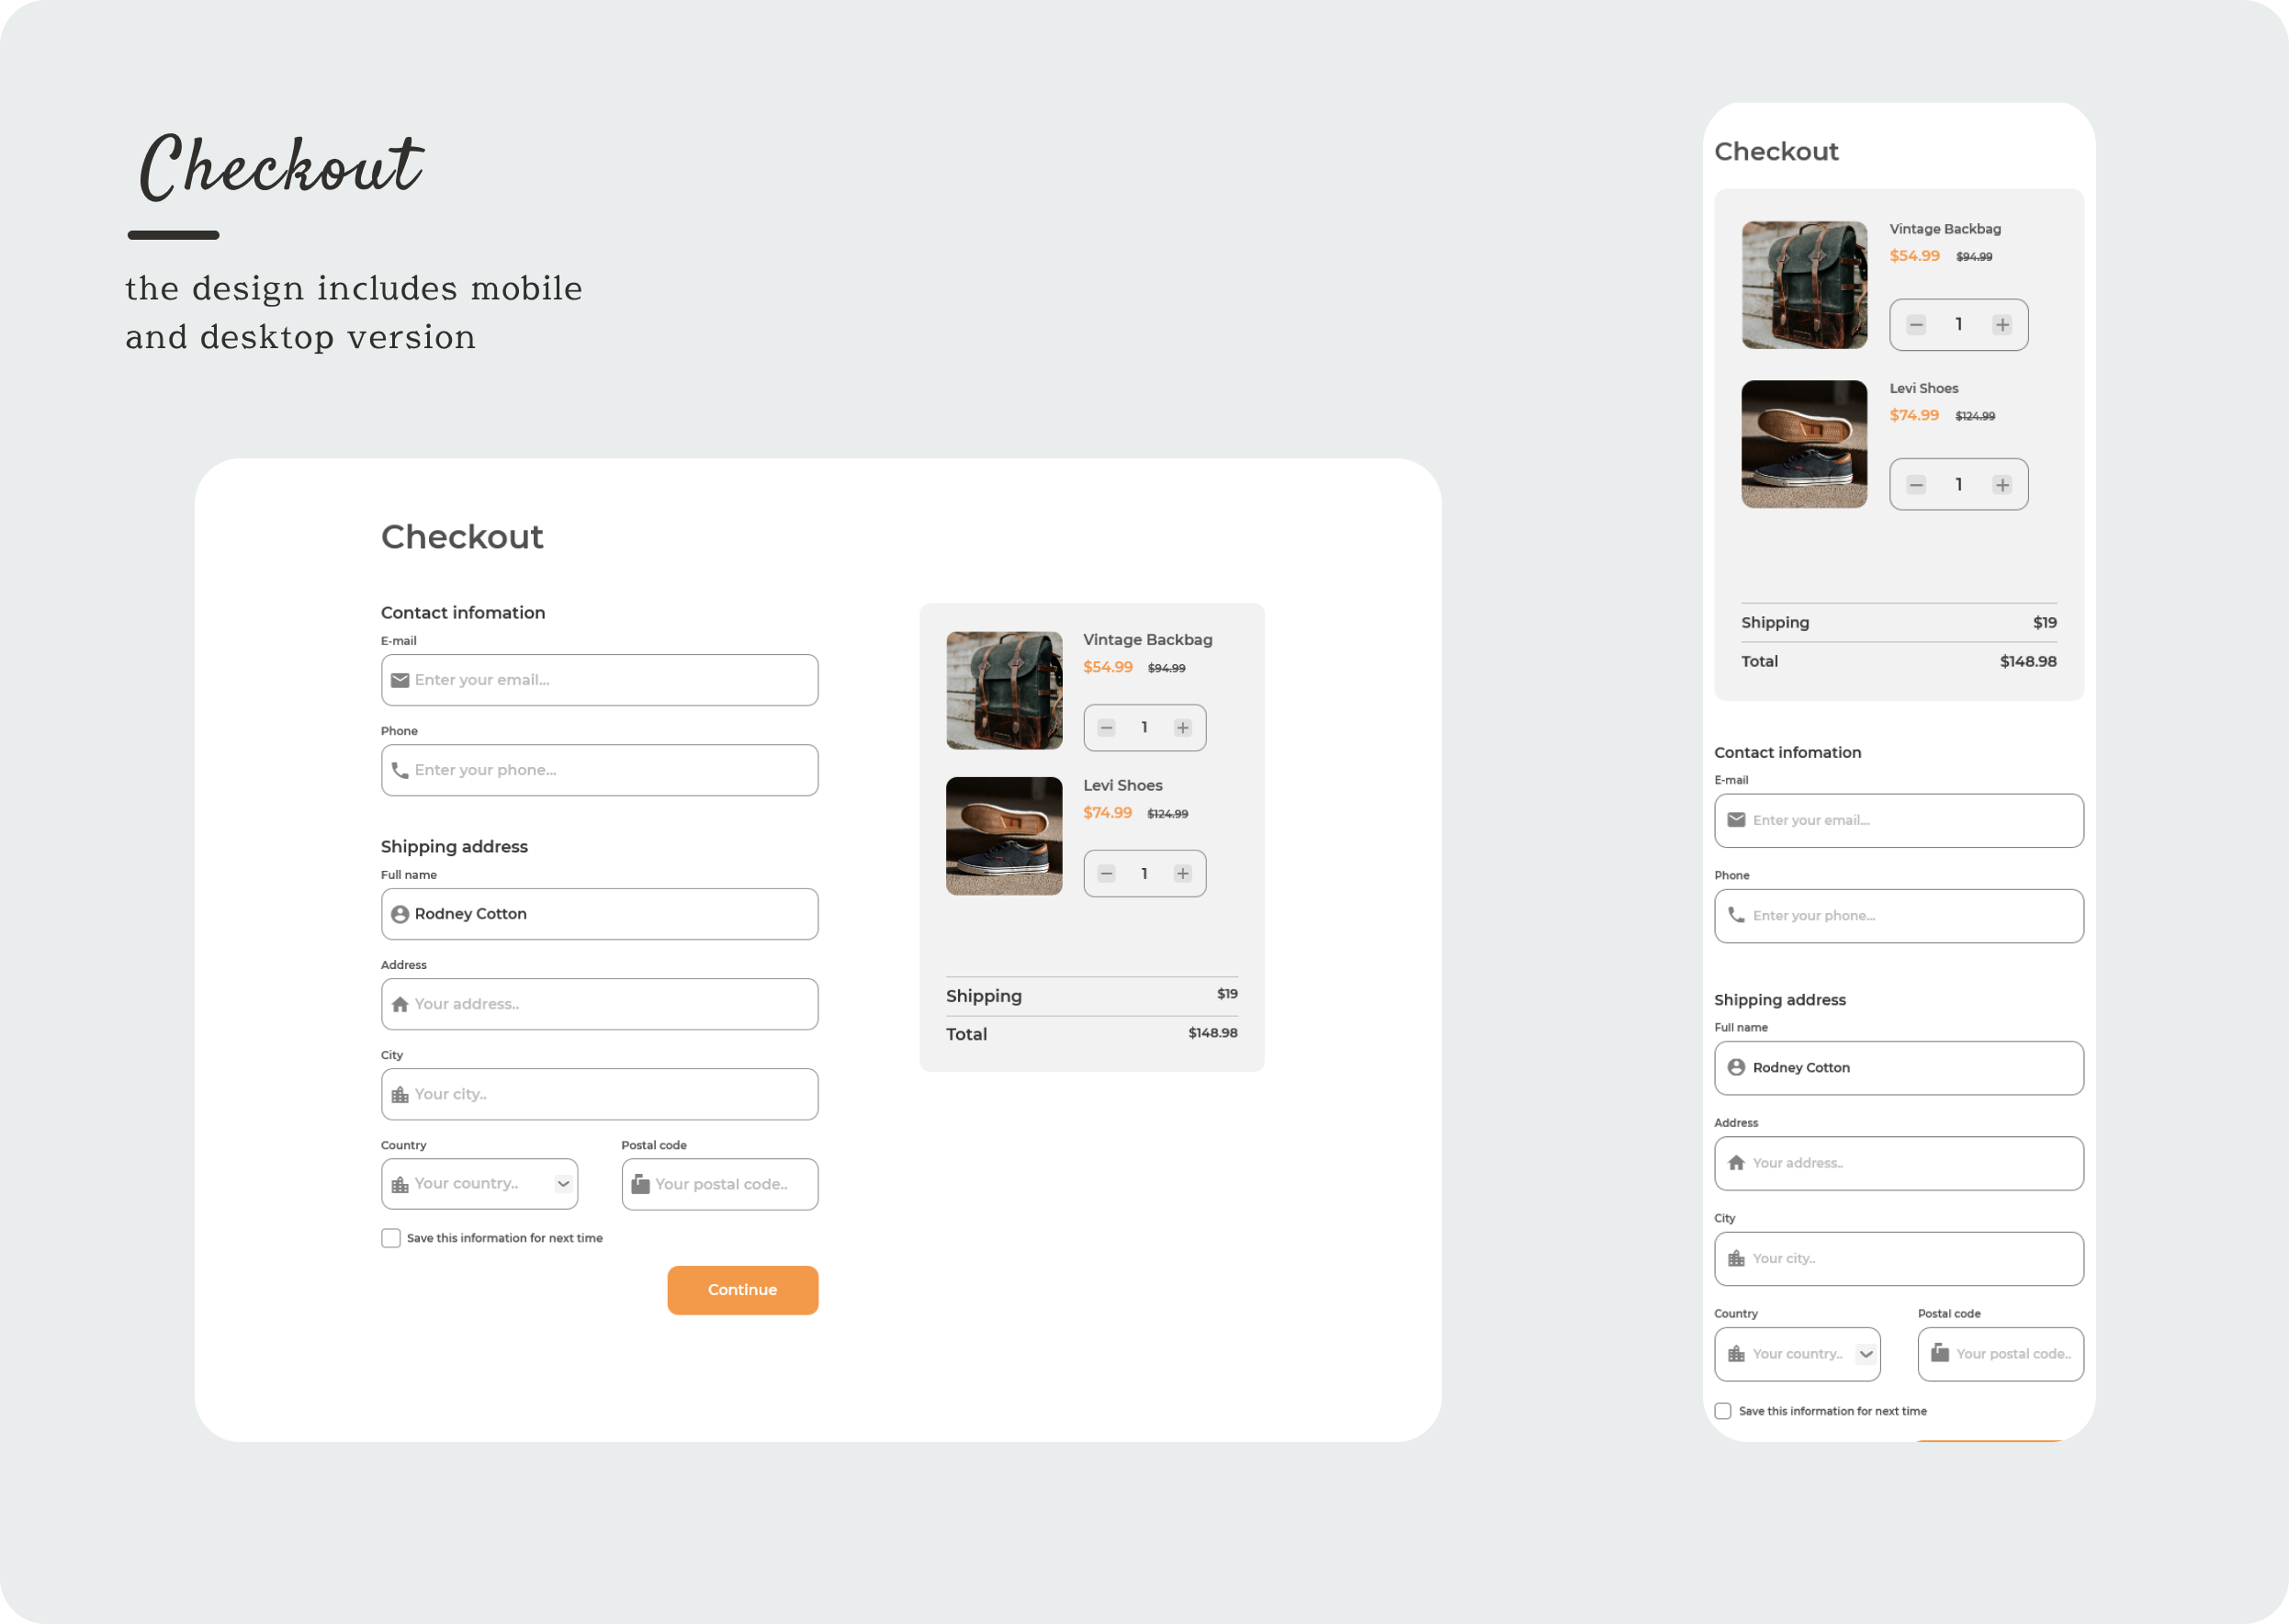 Checkout
the design includes mobile
and desktop version
Checkout
Contact infomation
E-mail
Enter your email...
Phone
Enter your phone...
Shipping address
Full name
Rodney Cotton
Address
Your address..
City
Your city..
Country
Postal code
Your country..
Your postal code..
Save this information for next time
Continue
Vintage Backbag
$54.99 $94.99
1
Levi Shoes
$74.99 $124.99
1
Shipping $19
Total $148.98
Checkout
Vintage Backbag
$54.99 $94.99
1
Levi Shoes
$74.99 $124.99
1
Shipping $19
Total $148.98
Contact infomation
E-mail
Enter your email...
Phone
Enter your phone...
Shipping address
Full name
Rodney Cotton
Address
Your address..
City
Your city..
Country
Postal code
Your country..
Your postal code..
Save this information for next time